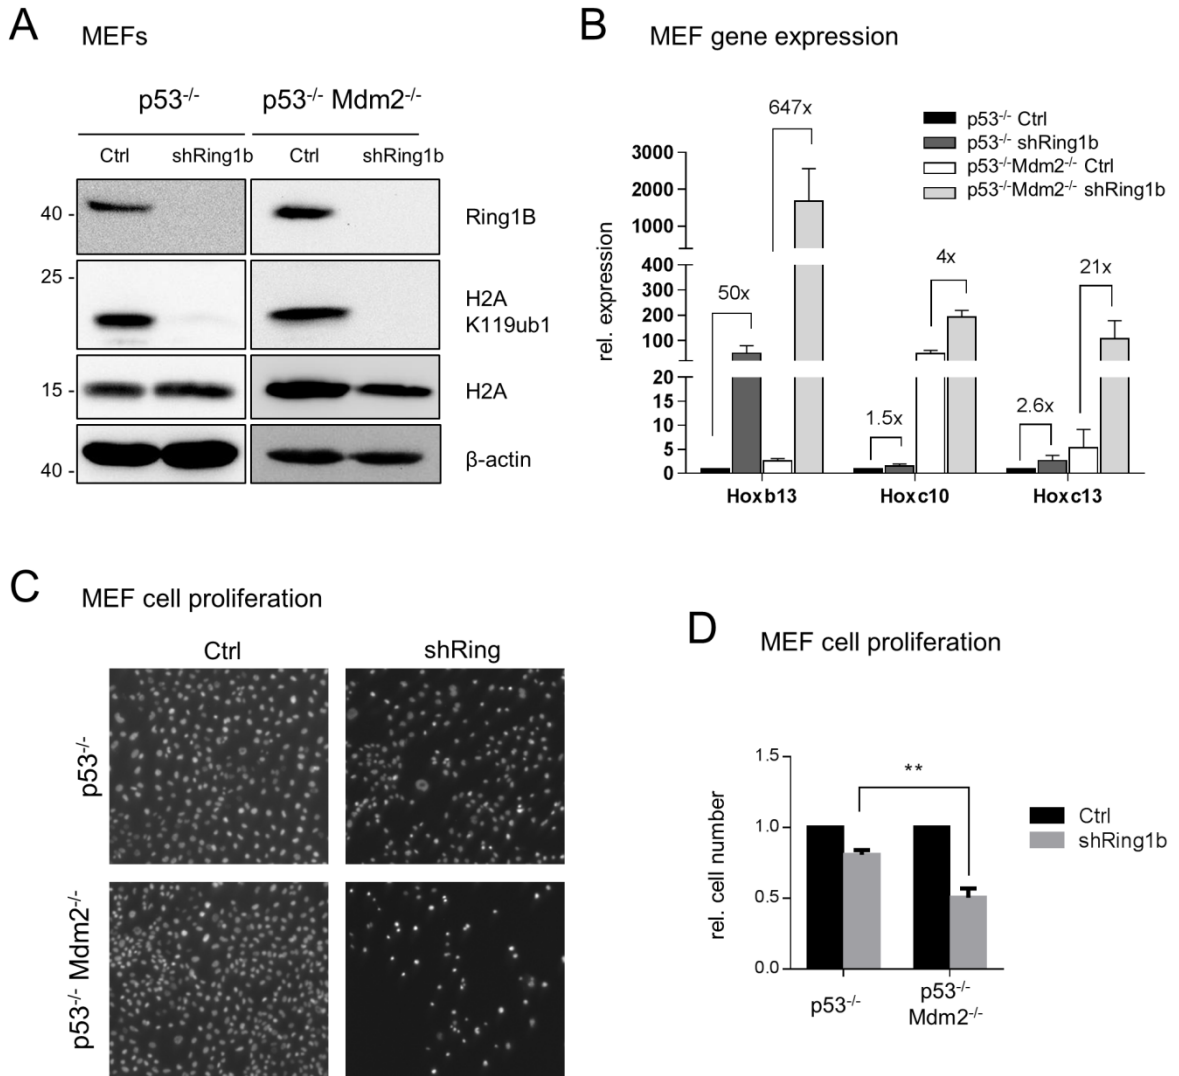 A MEFs
p53-/- p53-/- Mdm2-/-
Ctrl shRing1b Ctrl shRing1b
40 - Ring1B
25 - H2A
K119ub1
15 - H2A
40 - β-actin
B MEF gene expression
p53-/- Ctrl
p53-/- shRing1b
p53-/-Mdm2-/- Ctrl
p53-/-Mdm2-/- shRing1b
rel. expression
3000
2000
1000
400
300
200
100
20
15
10
5
0
50x
647x
1.5x
4x
2.6x
21x
Hoxb13 Hoxc10 Hoxc13
C MEF cell proliferation
Ctrl shRing
p53-/-
p53-/- Mdm2-/-
D MEF cell proliferation
rel. cell number
1.5
1.0
0.5
0.0
**
Ctrl
shRing1b
p53-/- p53-/-
Mdm2-/-